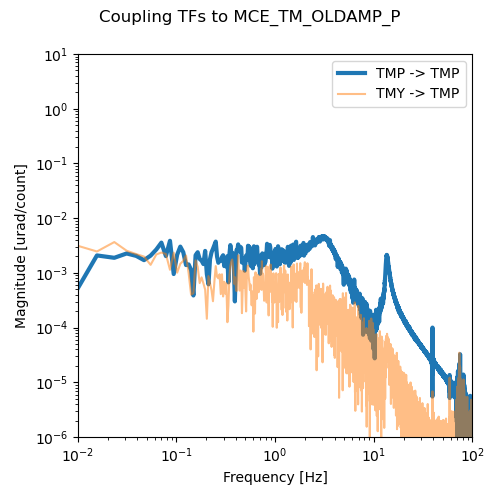 Coupling TFs to MCE_TM_OLDAMP_P
TMP -> TMP
TMY -> TMP
Magnitude [urad/count]
10^1
10^0
10^-1
10^-2
10^-3
10^-4
10^-5
10^-6
10^-2
10^-1
10^0
10^1
10^2
Frequency [Hz]